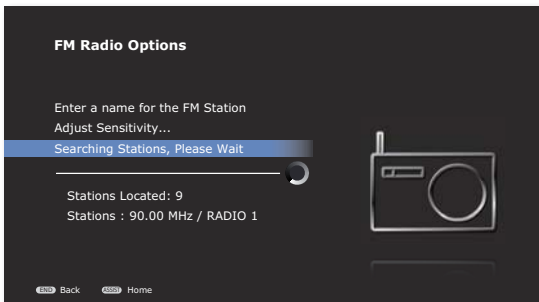 FM Radio Options
Enter a name for the FM Station
Adjust Sensitivity...
Searching Stations, Please Wait
Stations Located: 9
Stations : 90.00 MHz / RADIO 1
END Back ASSIST Home